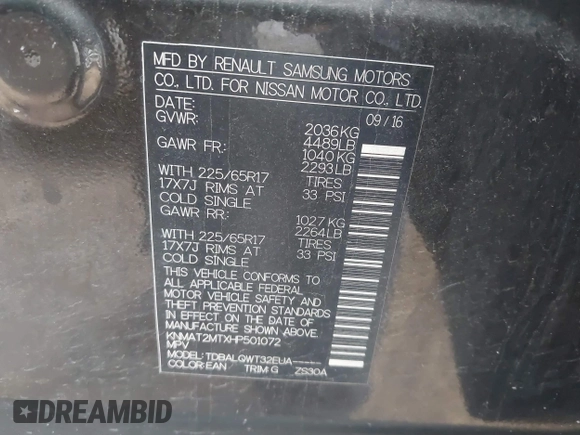 MFD BY RENAULT SAMSUNG MOTORS
CO., LTD. FOR NISSAN MOTOR CO., LTD.
DATE: 09/16
GVWR: 2036KG
4489LB
GAWR FR: 1040KG
2293LB
WITH 225/65R17 TIRES
17X7J RIMS AT 33 PSI
COLD SINGLE
GAWR RR: 1027KG
2264LB
WITH 225/65R17 TIRES
17X7J RIMS AT 33 PSI
COLD SINGLE
THIS VEHICLE CONFORMS TO
ALL APPLICABLE FEDERAL
MOTOR VEHICLE SAFETY AND
THEFT PREVENTION STANDARDS
IN EFFECT ON THE DATE OF
MANUFACTURE SHOWN ABOVE.
KNMAT2MTXHP501072
MPV
MODEL: TDBALQWT32EUA-----
COLOR:EAN TRIM:G ZS30A
DREAMBID